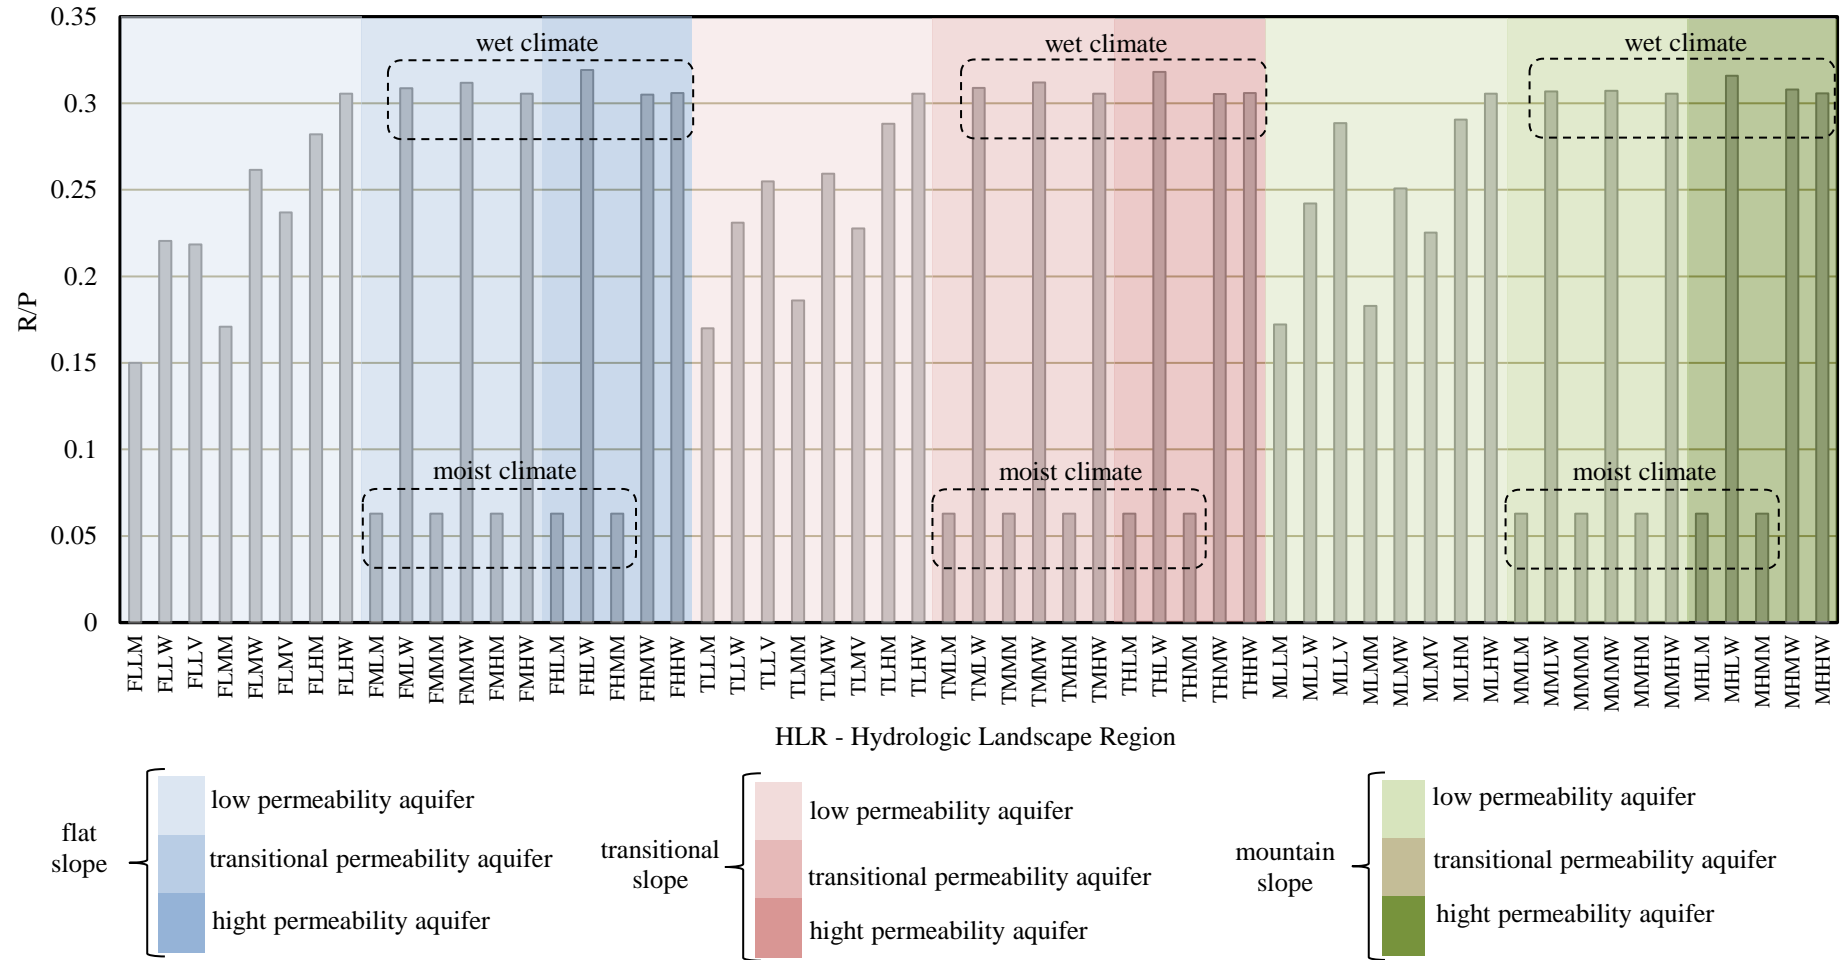 0.35
0.3
0.25
0.2
0.15
0.1
0.05
0
R/P
wet climate
wet climate
wet climate
moist climate
moist climate
moist climate
FLLM
FLLW
FLLV
FLMM
FLMW
FLMV
FLHM
FLHW
FMLM
FMLW
FMMM
FMMW
FMHM
FMHW
FHLM
FHLW
FHMM
FHMW
FHHW
TLLM
TLLW
TLLV
TLMM
TLMW
TLMV
TLHM
TLHW
TMLM
TMLW
TMMM
TMMW
TMHM
TMHW
THLM
THLW
THMM
THMW
THHW
MLLM
MLLW
MLLV
MLMM
MLMW
MLMV
MLHM
MLHW
MMLM
MMLW
MMMM
MMMW
MMHM
MMHW
MHLM
MHLW
MHMM
MHMW
MHHW
HLR - Hydrologic Landscape Region
flat
slope
low permeability aquifer
transitional permeability aquifer
hight permeability aquifer
transitional
slope
low permeability aquifer
transitional permeability aquifer
hight permeability aquifer
mountain
slope
low permeability aquifer
transitional permeability aquifer
hight permeability aquifer